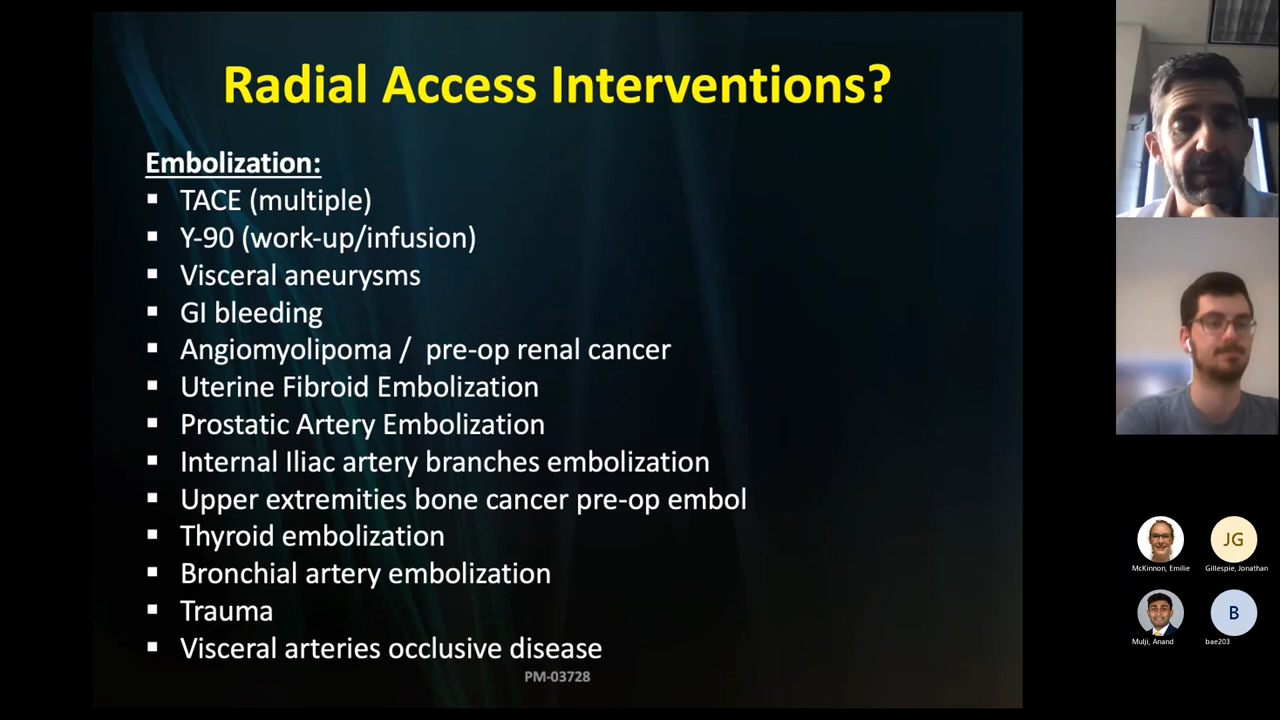 Radial Access Interventions?
Embolization:
▪ TACE (multiple)
▪ Y-90 (work-up/infusion)
▪ Visceral aneurysms
▪ GI bleeding
▪ Angiomyolipoma / pre-op renal cancer
▪ Uterine Fibroid Embolization
▪ Prostatic Artery Embolization
▪ Internal Iliac artery branches embolization
▪ Upper extremities bone cancer pre-op embol
▪ Thyroid embolization
▪ Bronchial artery embolization
▪ Trauma
▪ Visceral arteries occlusive disease
PM-03728
JG
McKinnon, Emilie
Gillespie, Jonathan
B
Mulji, Anand
bae203